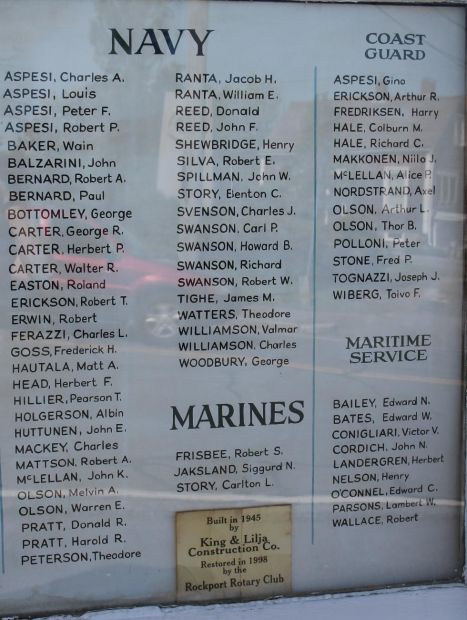 NAVY
ASPESI, Charles A.
ASPESI, Louis
ASPESI, Peter F.
ASPESI, Robert P.
BAKER, Wain
BALZARINI, John
BERNARD, Robert A.
BERNARD, Paul
BOTTOMLEY, George
CARTER, George R.
CARTER, Herbert P.
CARTER, Walter R.
EASTON, Roland
ERICKSON, Robert T.
ERWIN, Robert
FERAZZI, Charles L.
GOSS, Frederick H.
HAUTALA, Matt A.
HEAD, Herbert F.
HILLIER, Pearson T.
HOLGERSON, Albin
HUTTUNEN, John E.
MACKEY, Charles
MATTSON, Robert A.
McLELLAN, John K.
OLSON, Melvin A.
OLSON, Warren E.
PRATT, Donald R.
PRATT, Harold R.
PETERSON, Theodore
RANTA, Jacob H.
RANTA, William E.
REED, Donald
REED, John F.
SHEWBRIDGE, Henry
SILVA, Robert E.
SPILLMAN, John W.
STORY, Elenton C.
SVENSON, Charles J.
SWANSON, Carl P.
SWANSON, Howard B.
SWANSON, Richard
SWANSON, Robert W.
TIGHE, James M.
WATTERS, Theodore
WILLIAMSON, Valmar
WILLIAMSON, Charles
WOODBURY, George
MARINES
FRISBEE, Robert S.
JAKSLAND, Siggurd N.
STORY, Carlton L.
Built in 1945
by
King & Lilja
Construction Co.
Restored in 1998
by the
Rockport Rotary Club
COAST
GUARD
ASPESI, Gino
ERICKSON, Arthur R.
FREDRIKSEN, Harry
HALE, Colburn M.
HALE, Richard C.
MAKKONEN, Niilo J.
McLELLAN, Alice P.
NORDSTRAND, Axel
OLSON, Arthur L.
OLSON, Thor B.
POLLONI, Peter
STONE, Fred P.
TOGNAZZI, Joseph J.
WIBERG, Toivo F.
MARITIME
SERVICE
BAILEY, Edward N.
BATES, Edward W.
CONIGLIARI, Victor V.
CORDICH, John N.
LANDERGREN, Herbert
NELSON, Henry
O'CONNEL, Edward C.
PARSONS, Lambert W.
WALLACE, Robert